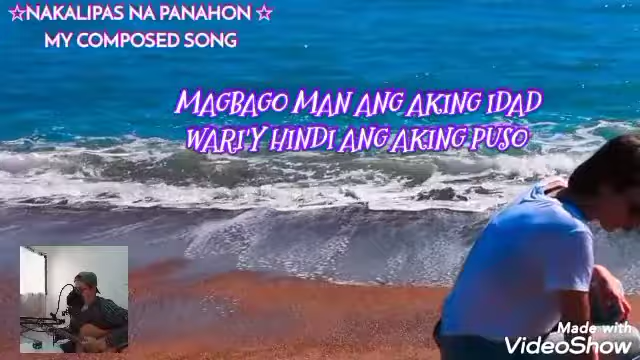 ☆NAKALIPAS NA PANAHON ☆
MY COMPOSED SONG
MAGBAGO MAN ANG AKING IDAD
WARI'Y HINDI ANG AKING PUSO
Made with
VideoShow